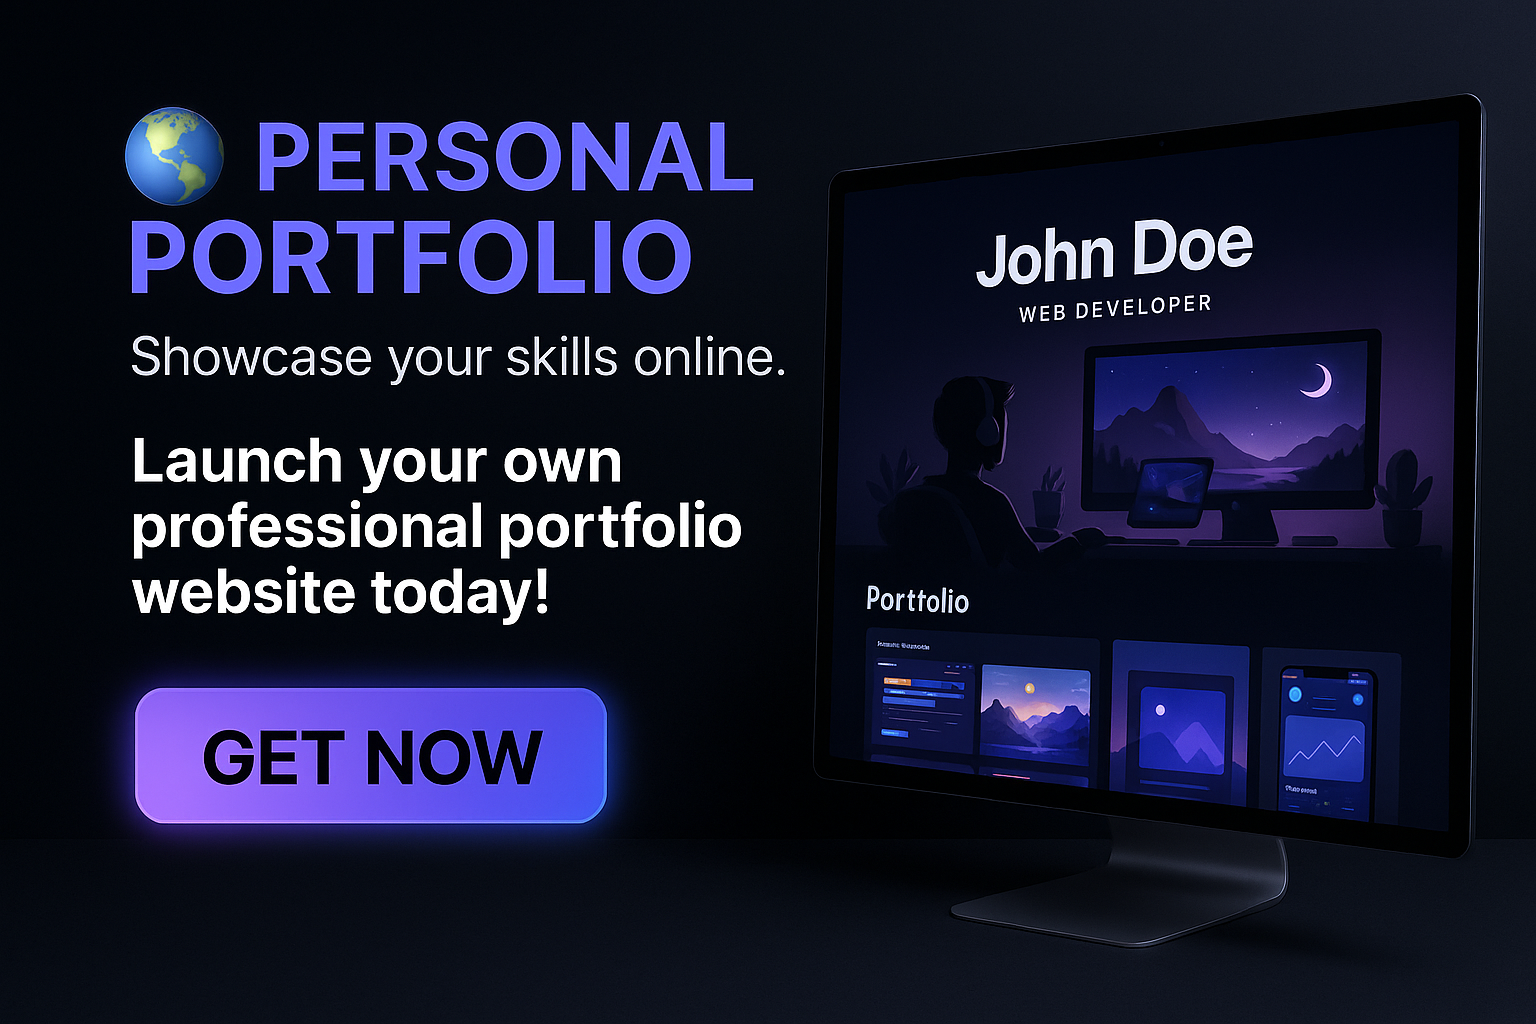 PERSONAL
PORTFOLIO
Showcase your skills online.
Launch your own
professional portfolio
website today!
GET NOW
John Doe
WEB DEVELOPER
Portfolio